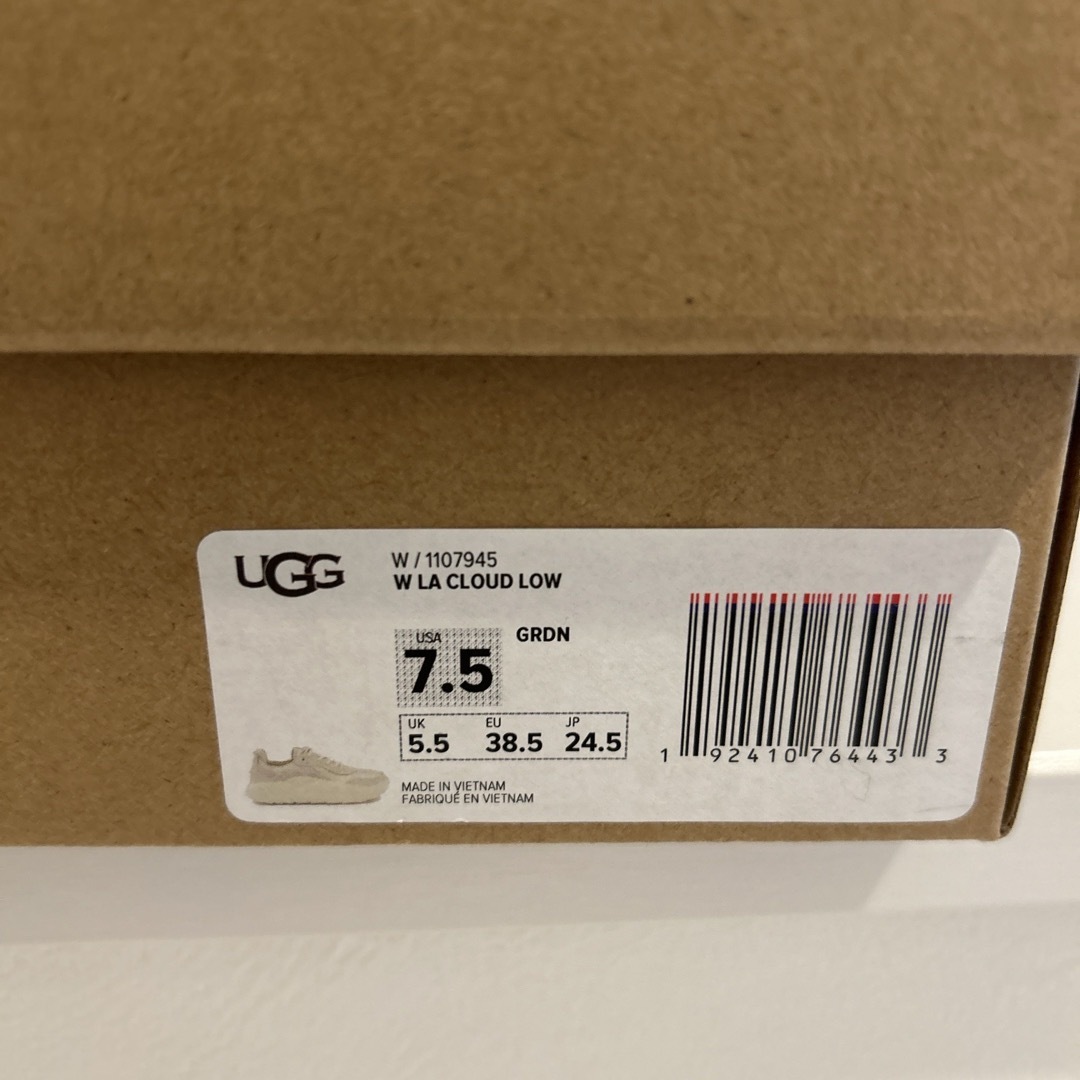 UGG
W / 1107945
W LA CLOUD LOW
USA
7.5
GRDN
UK EU JP
5.5 38.5 24.5
MADE IN VIETNAM
FABRIQUÉ EN VIETNAM
1 92410 76443 3